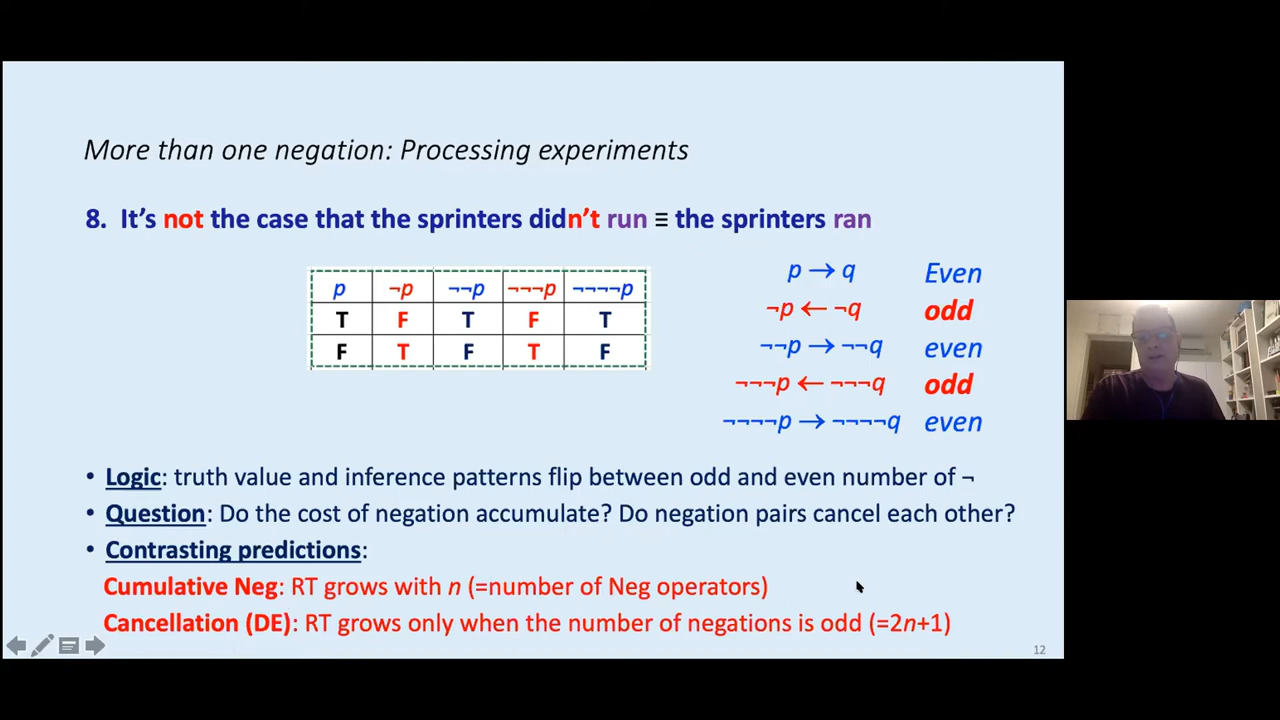 More than one negation: Processing experiments
8. It's not the case that the sprinters didn't run ≡ the sprinters ran
p ¬p ¬¬p ¬¬¬p ¬¬¬¬p
T F T F T
F T F T F
p → q Even
¬p ← ¬q odd
¬¬p → ¬¬q even
¬¬¬p ← ¬¬¬q odd
¬¬¬¬p → ¬¬¬¬q even
• Logic: truth value and inference patterns flip between odd and even number of ¬
• Question: Do the cost of negation accumulate? Do negation pairs cancel each other?
• Contrasting predictions:
Cumulative Neg: RT grows with n (=number of Neg operators)
Cancellation (DE): RT grows only when the number of negations is odd (=2n+1)
12